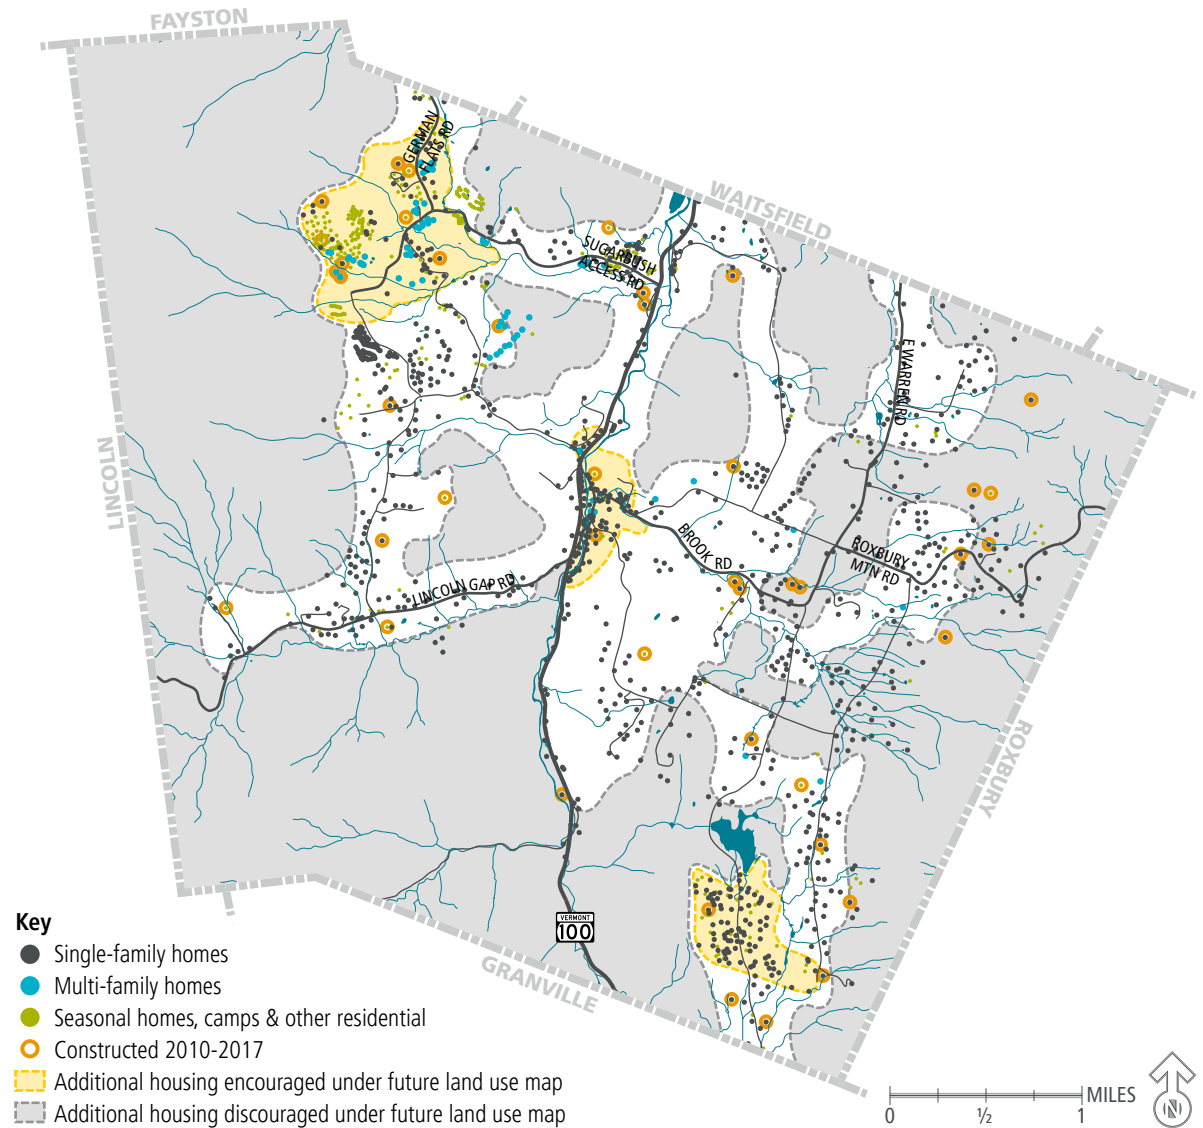 FAYSTON
WAITSFIELD
GERMAN
FLATS RD
SUGARBUSH
ACCESS RD
E WARREN RD
LINCOLN
BROOK RD
ROXBURY
MTN RD
LINCOLN GAP RD
ROXBURY
VERMONT
100
GRANVILLE
Key
Single-family homes
Multi-family homes
Seasonal homes, camps & other residential
Constructed 2010-2017
Additional housing encouraged under future land use map
Additional housing discouraged under future land use map
MILES
0 ½ 1
N